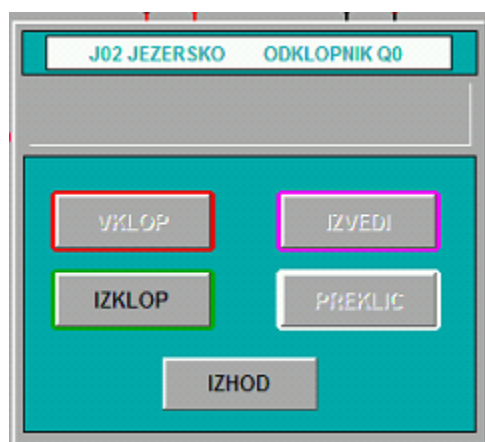 J02 JEZERSKO ODKLOPNIK Q0
VKLOP IZVEDI
IZKLOP PREKLIC
IZHOD